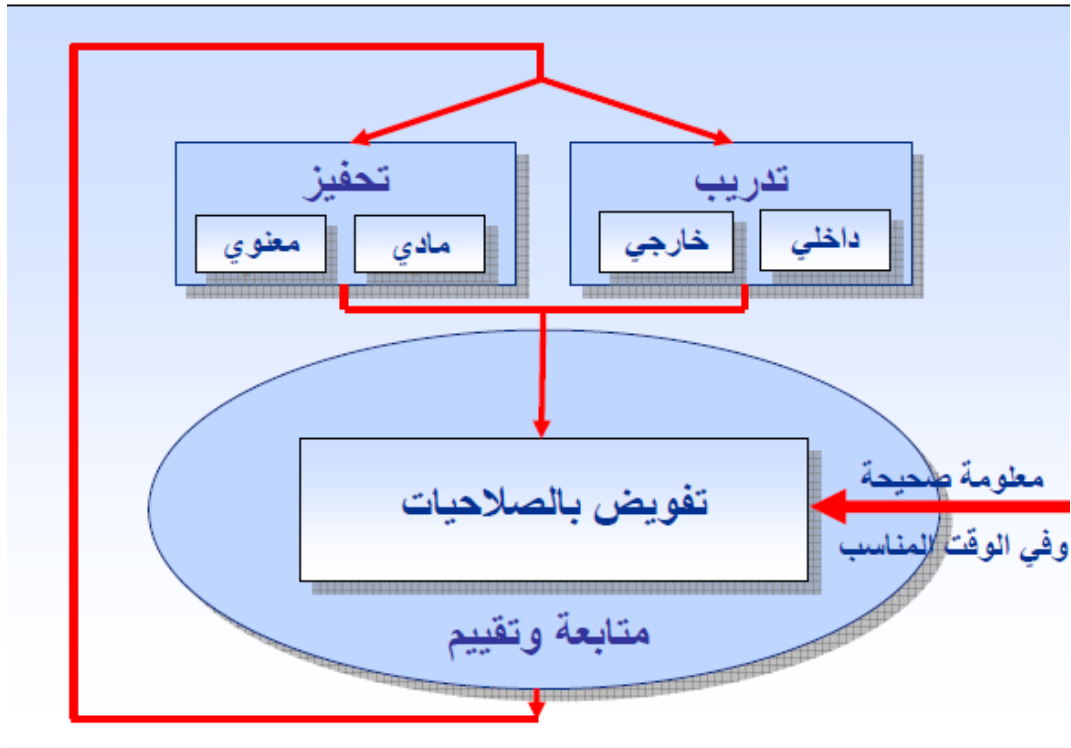 تدريب
تحفيز
داخلي
خارجي
مادي
معنوي
معلومة صحيحة
تفويض بالصلاحيات
وفي الوقت المناسب
متابعة وتقييم